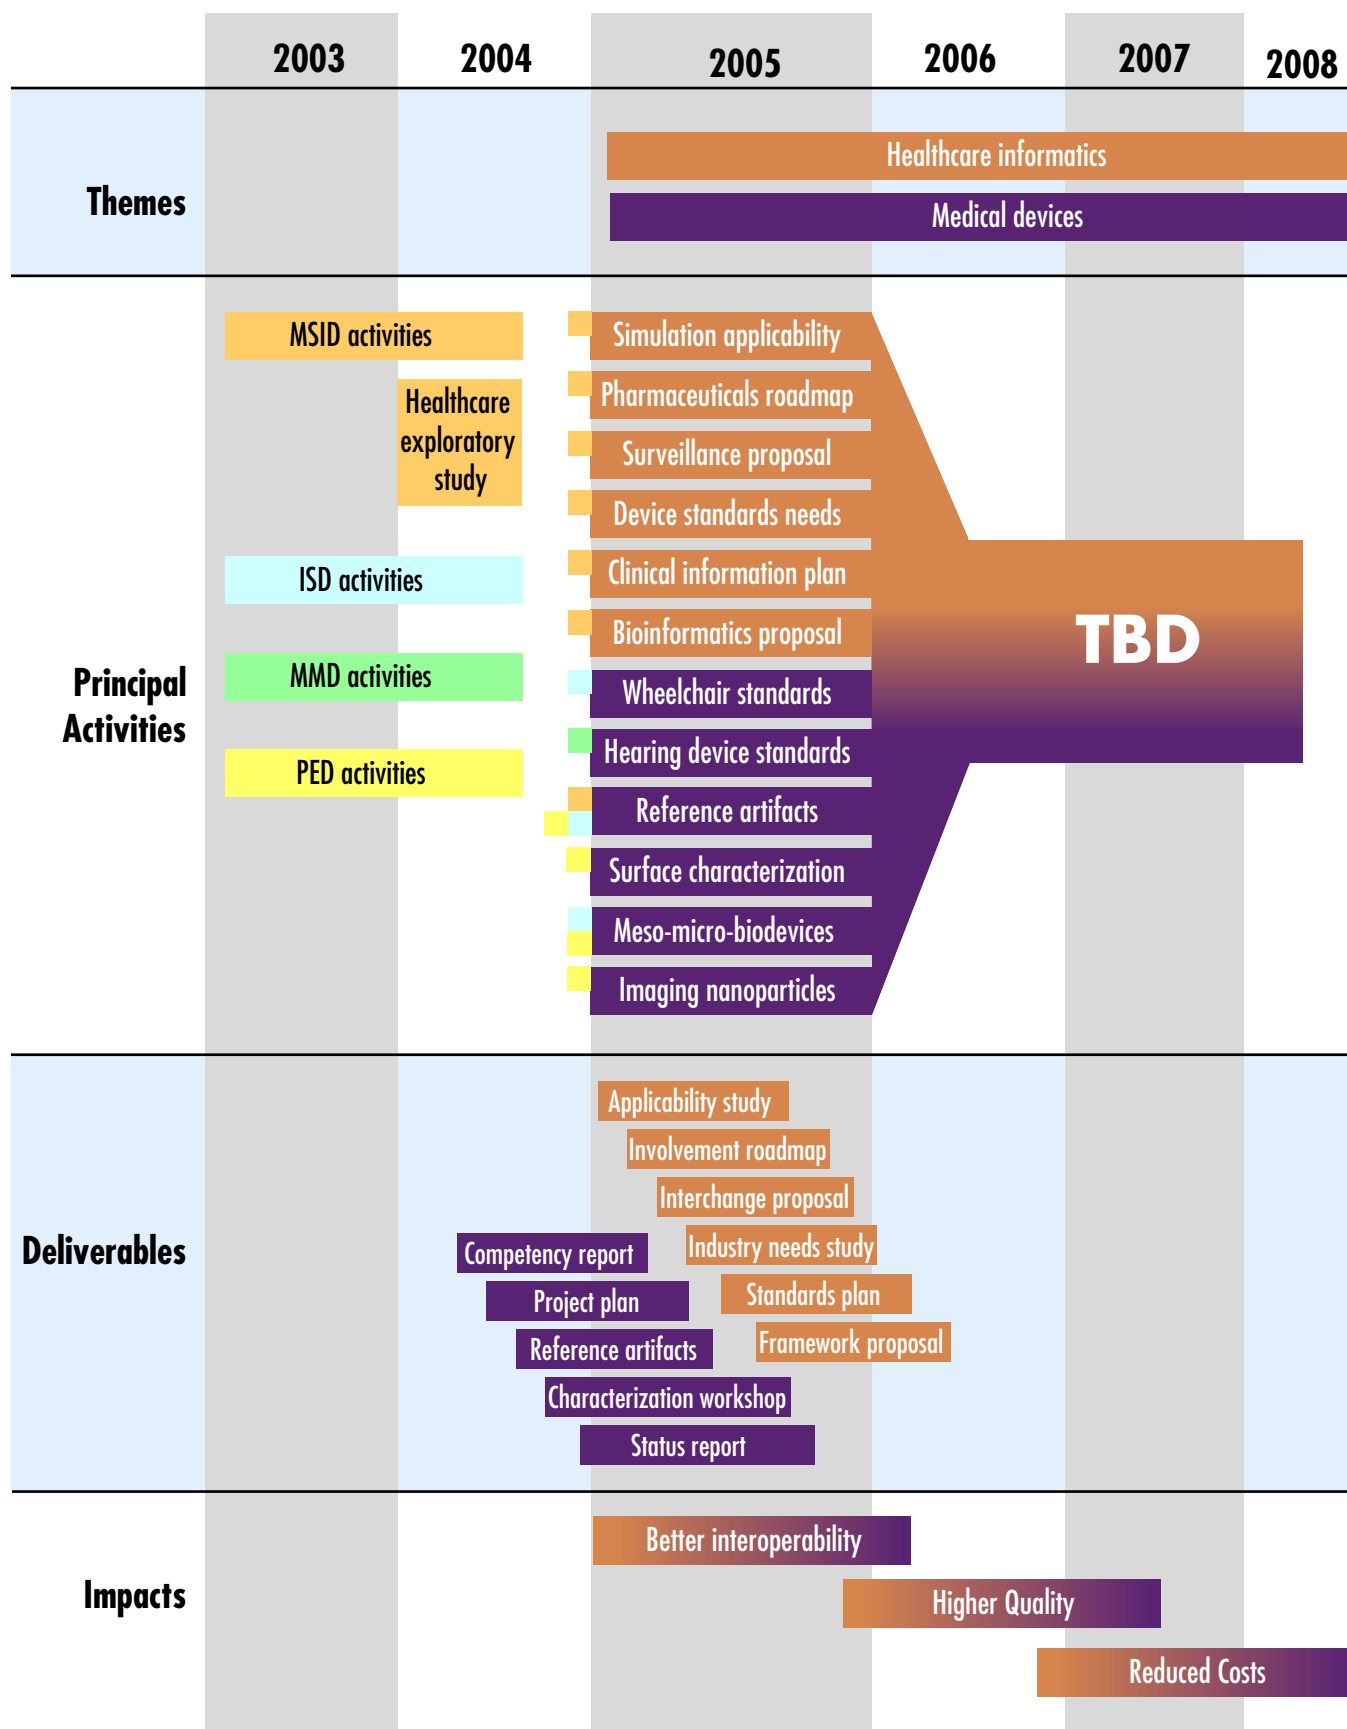 2003
2004
2005
2006
2007
2008
Themes
Healthcare informatics
Medical devices
Principal
Activities
MSID activities
Healthcare
exploratory
study
ISD activities
MMD activities
PED activities
Simulation applicability
Pharmaceuticals roadmap
Surveillance proposal
Device standards needs
Clinical information plan
Bioinformatics proposal
Wheelchair standards
Hearing device standards
Reference artifacts
Surface characterization
Meso-micro-biodevices
Imaging nanoparticles
TBD
Deliverables
Applicability study
Involvement roadmap
Interchange proposal
Industry needs study
Standards plan
Framework proposal
Competency report
Project plan
Reference artifacts
Characterization workshop
Status report
Impacts
Better interoperability
Higher Quality
Reduced Costs